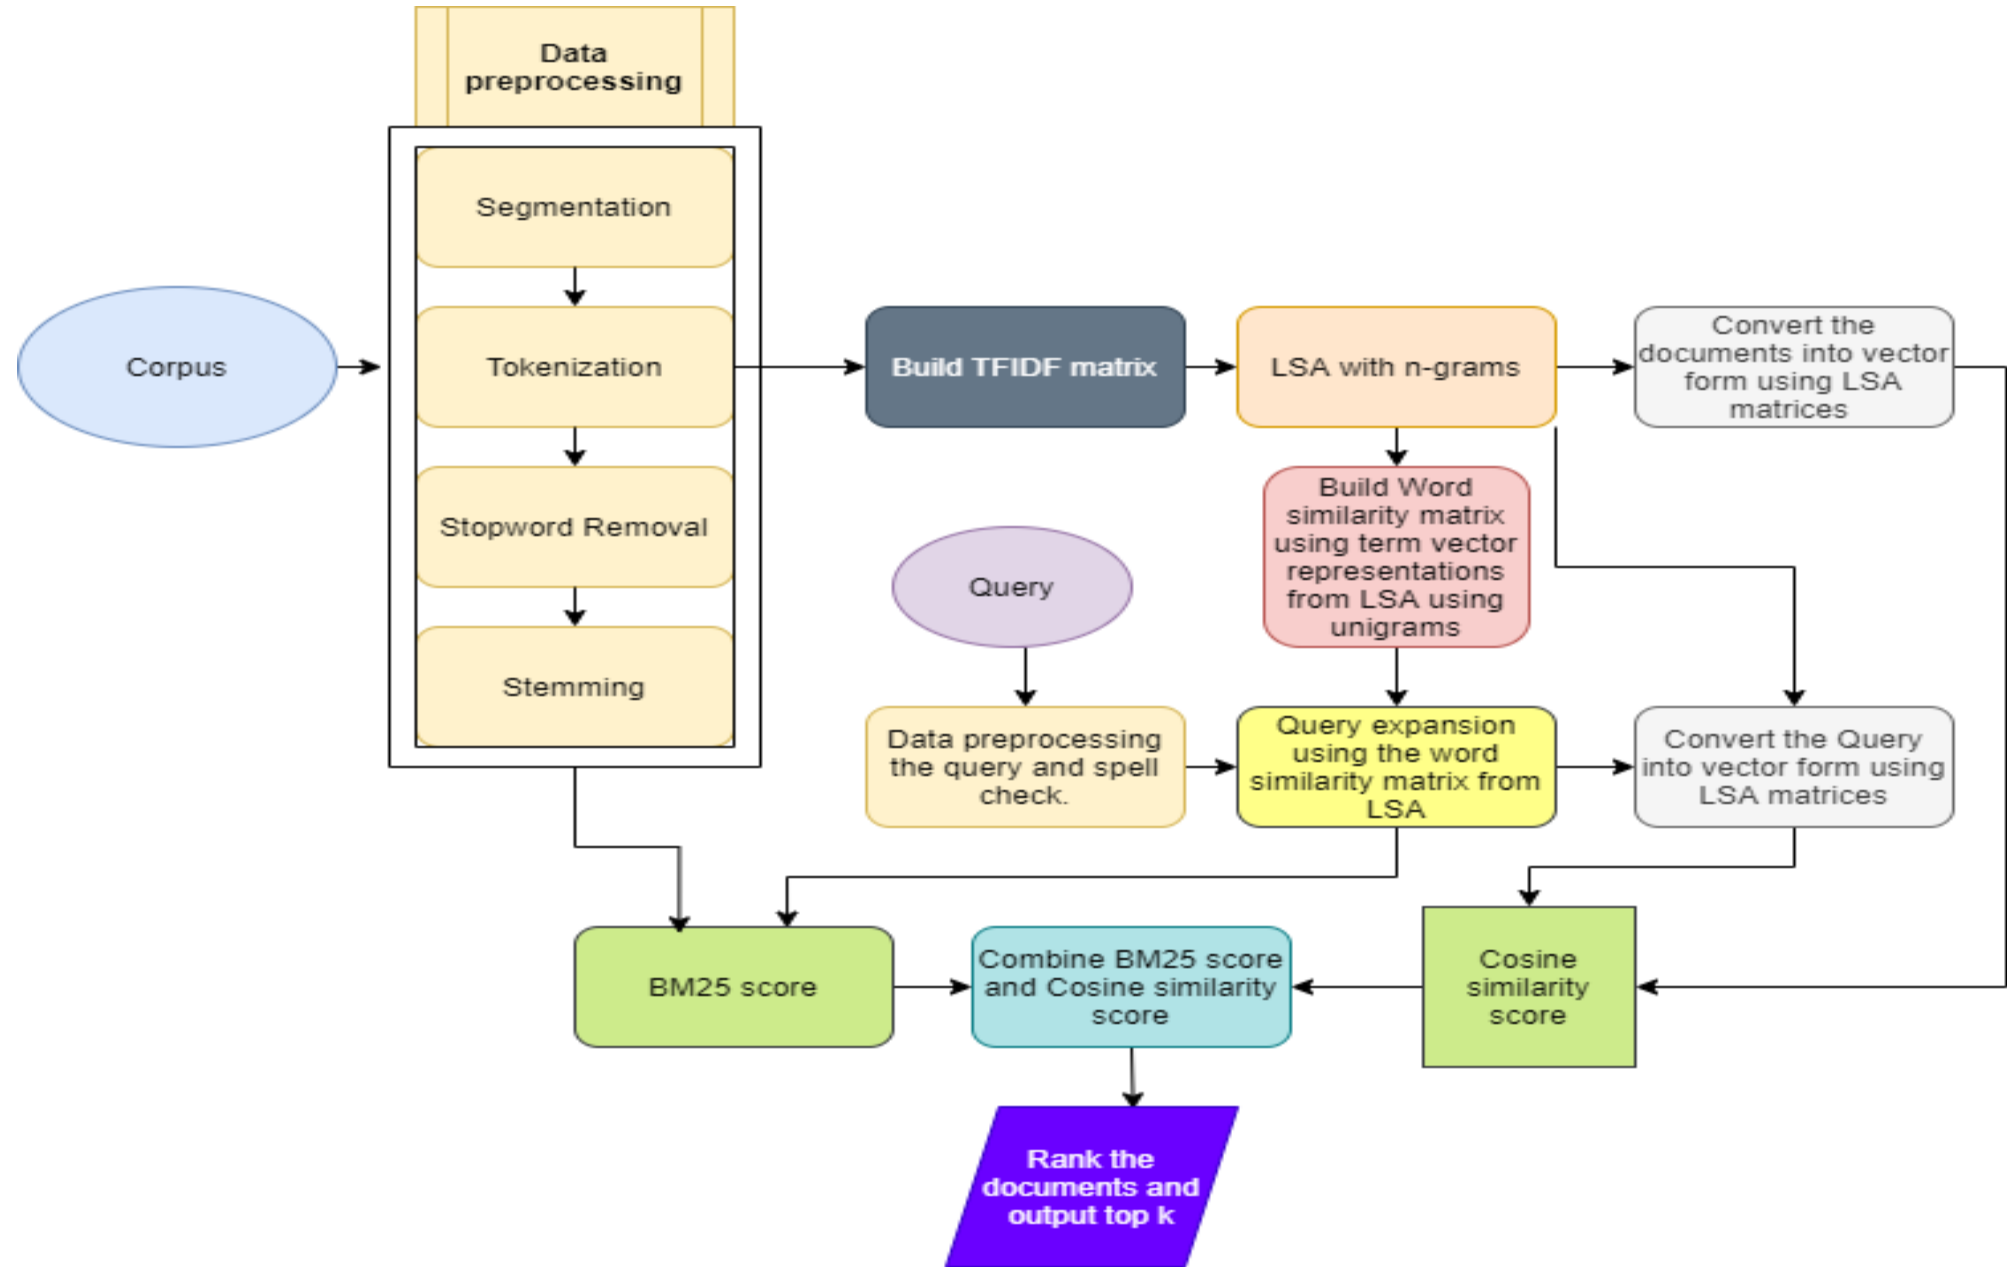 Data
preprocessing
Segmentation
Corpus
Tokenization
Build TFIDF matrix
LSA with n-grams
Convert the
documents into vector
form using LSA
matrices
Stopword Removal
Build Word
similarity matrix
using term vector
representations
from LSA using
unigrams
Query
Stemming
Data preprocessing
the query and spell
check.
Query expansion
using the word
similarity matrix from
LSA
Convert the Query
into vector form using
LSA matrices
BM25 score
Combine BM25 score
and Cosine similarity
score
Cosine
similarity
score
Rank the
documents and
output top k